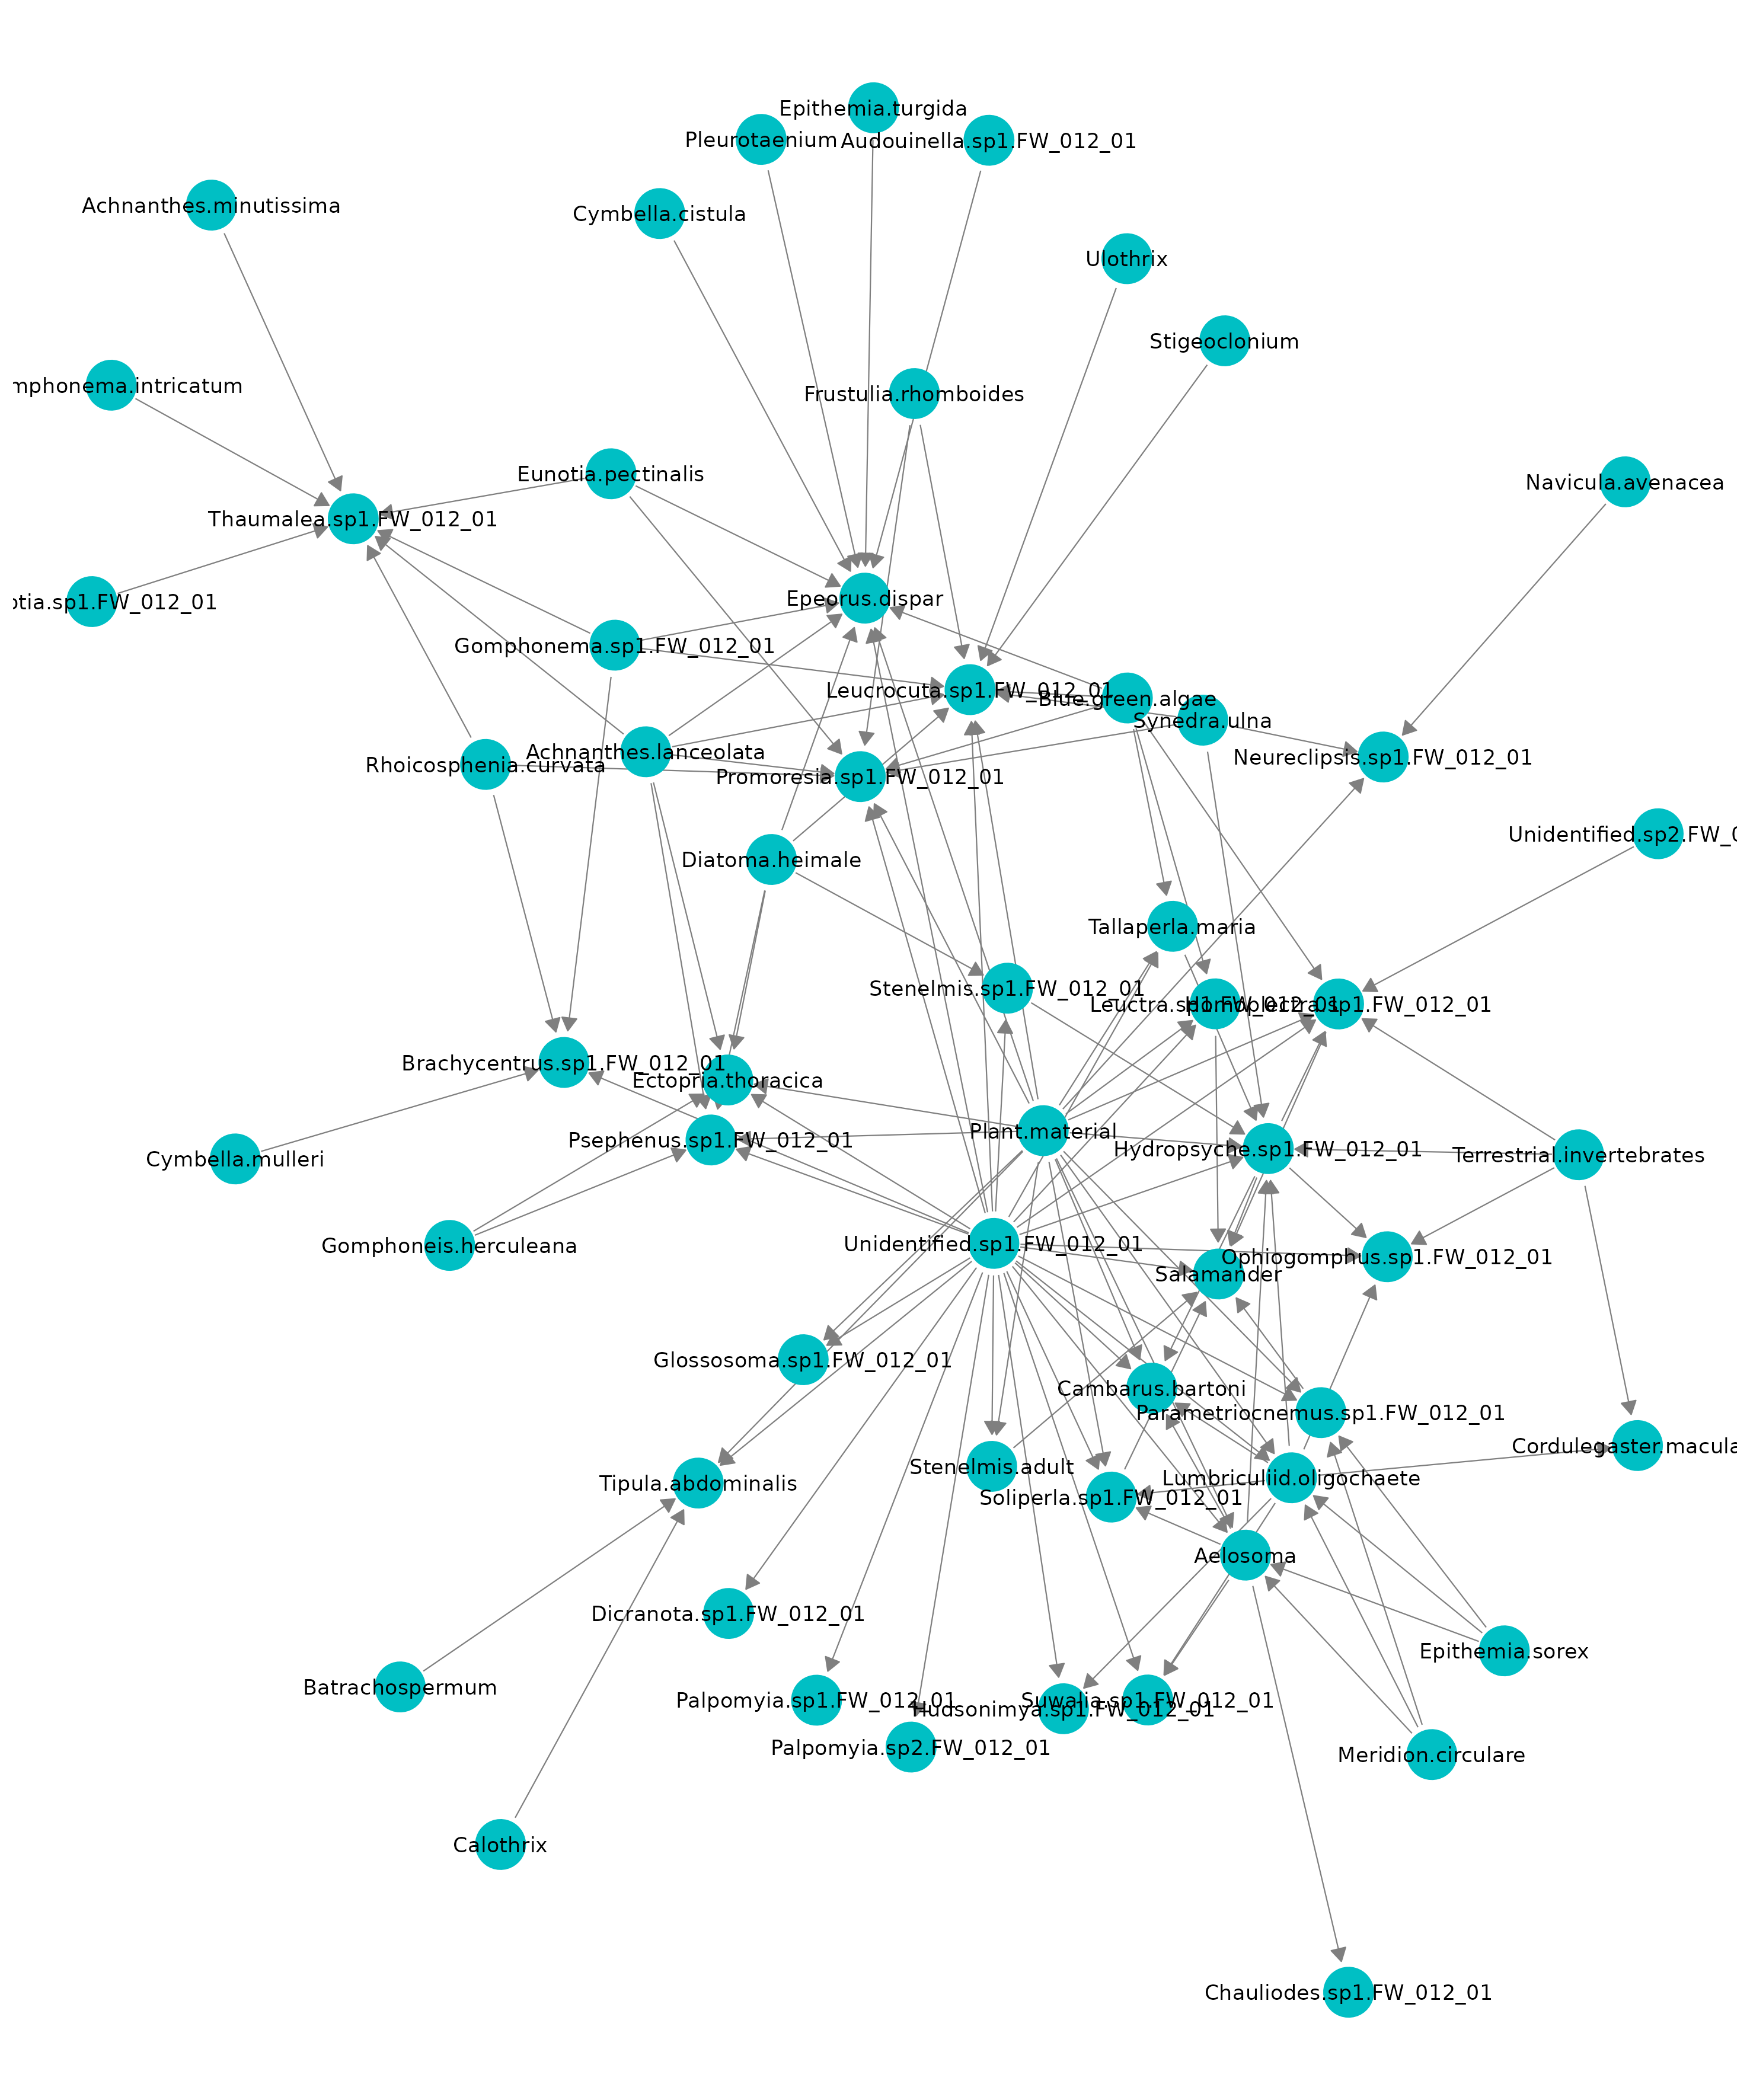 Epithemia.turgida
Pleurotaenium
Audouinella.sp1.FW_012_01
Achnanthes.minutissima
Cymbella.cistula
Ulothrix
Stigeoclonium
mphonema.intricatum
Frustulia.rhomboides
Eunotia.pectinalis
Navicula.avenacea
Thaumalea.sp1.FW_012_01
otia.sp1.FW_012_01
Epeorus.dispar
Gomphonema.sp1.FW_012_01
Leucrocuta.sp1.FW_012_01
Blue.green.algae
Synedra.ulna
Achnanthes.lanceolata
Neureclipsis.sp1.FW_012_01
Rhoicosphenia.curvata
Promoresia.sp1.FW_012_01
Unidentified.sp2.FW_0
Diatoma.heimale
Tallaperla.maria
Stenelmis.sp1.FW_012_01
Leuctra.sp1.FW_012_01
Homoplectra.sp1.FW_012_01
Brachycentrus.sp1.FW_012_01
Ectopria.thoracica
Plant.material
Psephenus.sp1.FW_012_01
Hydropsyche.sp1.FW_012_01
Terrestrial.invertebrates
Cymbella.mulleri
Gomphoneis.herculeana
Unidentified.sp1.FW_012_01
Ophiogomphus.sp1.FW_012_01
Salamander
Glossosoma.sp1.FW_012_01
Cambarus.bartoni
Parametriocnemus.sp1.FW_012_01
Cordulegaster.macula
Stenelmis.adult
Lumbriculiid.oligochaete
Tipula.abdominalis
Soliperla.sp1.FW_012_01
Aelosoma
Dicranota.sp1.FW_012_01
Epithemia.sorex
Batrachospermum
Palpomyia.sp1.FW_012_01
Suwalia.sp1.FW_012_01
Hudsonimya.sp1.FW_012_01
Palpomyia.sp2.FW_012_01
Meridion.circulare
Calothrix
Chauliodes.sp1.FW_012_01